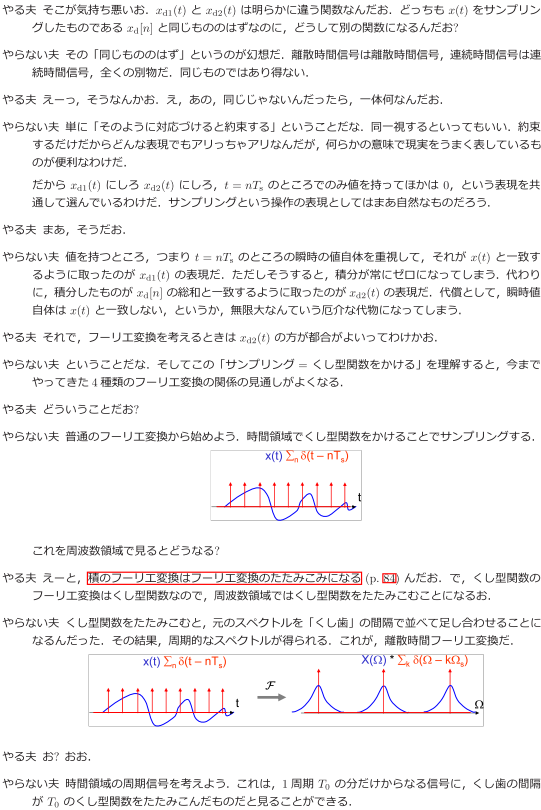 やる夫 そこが気持ち悪いお．x_d1(t) と x_d2(t) は明らかに違う関数なんだお．どっちも x(t) をサンプリン
グしたものである x_d[n] と同じもののはずなのに，どうして別の関数になるんだお?
やらない夫 その「同じもののはず」というのが幻想だ．離散時間信号は離散時間信号，連続時間信号は連
続時間信号，全くの別物だ．同じものではあり得ない．
やる夫 えーっ，そうなんかお．え，あの，同じじゃないんだったら，一体何なんだお．
やらない夫 単に「そのように対応づけると約束する」ということだな．同一視するといってもいい．約束
するだけだからどんな表現でもアリっちゃアリなんだが，何らかの意味で現実をうまく表しているも
のが便利なわけだ．
だから x_d1(t) にしろ x_d2(t) にしろ，t = nT_s のところでのみ値を持ってほかは 0，という表現を共
通して選んでいるわけだ．サンプリングという操作の表現としてはまあ自然なものだろう．
やる夫 まあ，そうだお．
やらない夫 値を持つところ，つまり t = nT_s のところの瞬時の値自体を重視して，それが x(t) と一致す
るように取ったのが x_d1(t) の表現だ．ただしそうすると，積分が常にゼロになってしまう．代わり
に，積分したものが x_d[n] の総和と一致するように取ったのが x_d2(t) の表現だ．代償として，瞬時値
自体は x(t) と一致しない，というか，無限大なんていう厄介な代物になってしまう．
やる夫 それで，フーリエ変換を考えるときは x_d2(t) の方が都合がよいってわけかお．
やらない夫 ということだな．そしてこの「サンプリング = くし型関数をかける」を理解すると，今まで
やってきた 4 種類のフーリエ変換の関係の見通しがよくなる．
やる夫 どういうことだお?
やらない夫 普通のフーリエ変換から始めよう．時間領域でくし型関数をかけることでサンプリングする．
x(t) ∑_n δ(t − nT_s)
t
これを周波数領域で見るとどうなる?
やる夫 えーと，積のフーリエ変換はフーリエ変換のたたみこみになる (p. 84) んだお．で，くし型関数の
フーリエ変換はくし型関数なので，周波数領域ではくし型関数をたたみこむことになるお．
やらない夫 くし型関数をたたみこむと，元のスペクトルを「くし歯」の間隔で並べて足し合わせることに
なるんだった．その結果，周期的なスペクトルが得られる．これが，離散時間フーリエ変換だ．
x(t) ∑_n δ(t − nT_s)
t
ℱ
X(Ω) * ∑_k δ(Ω − kΩ_s)
Ω
やる夫 お? おお．
やらない夫 時間領域の周期信号を考えよう．これは，1 周期 T_0 の分だけからなる信号に，くし歯の間隔
が T_0 のくし型関数をたたみこんだものだと見ることができる．